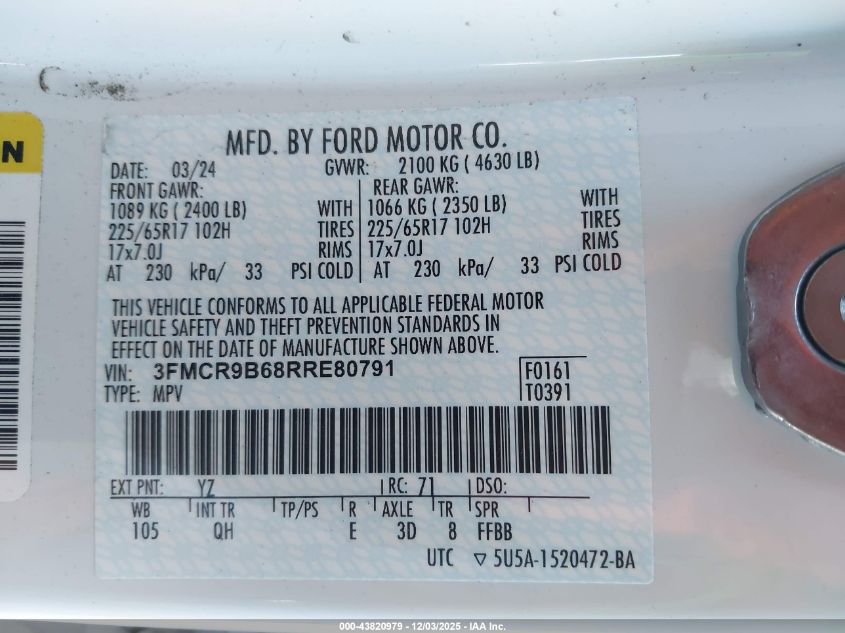 N
MFD. BY FORD MOTOR CO.
DATE: 03/24 GVWR: 2100 KG ( 4630 LB)
FRONT GAWR: REAR GAWR:
1089 KG ( 2400 LB) WITH 1066 KG ( 2350 LB) WITH
225/65R17 102H TIRES 225/65R17 102H TIRES
17x7.0J RIMS 17x7.0J RIMS
AT 230 kPa/ 33 PSI COLD AT 230 kPa/ 33 PSI COLD
THIS VEHICLE CONFORMS TO ALL APPLICABLE FEDERAL MOTOR
VEHICLE SAFETY AND THEFT PREVENTION STANDARDS IN
EFFECT ON THE DATE OF MANUFACTURE SHOWN ABOVE.
VIN: 3FMCR9B68RRE80791 F0161
TYPE: MPV T0391
EXT PNT: YZ RC: 71 DSO:
WB INT TR TP/PS R AXLE TR SPR
105 QH E 3D 8 FFBB
UTC ▽ 5U5A-1520472-BA
000-43820979 - 12/03/2025 - IAA Inc.